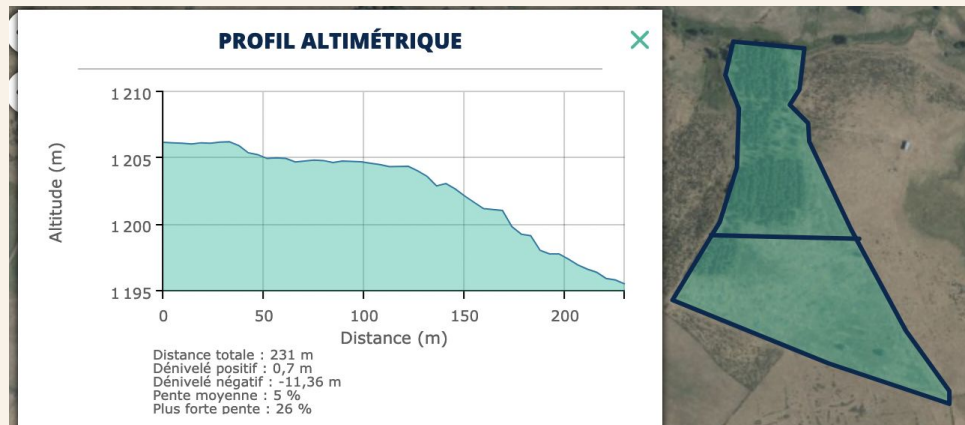 PROFIL ALTIMÉTRIQUE
Altitude (m)
1 210
1 205
1 200
1 195
0 50 100 150 200
Distance (m)
Distance totale : 231 m
Dénivelé positif : 0,7 m
Dénivelé négatif : -11,36 m
Pente moyenne : 5 %
Plus forte pente : 26 %